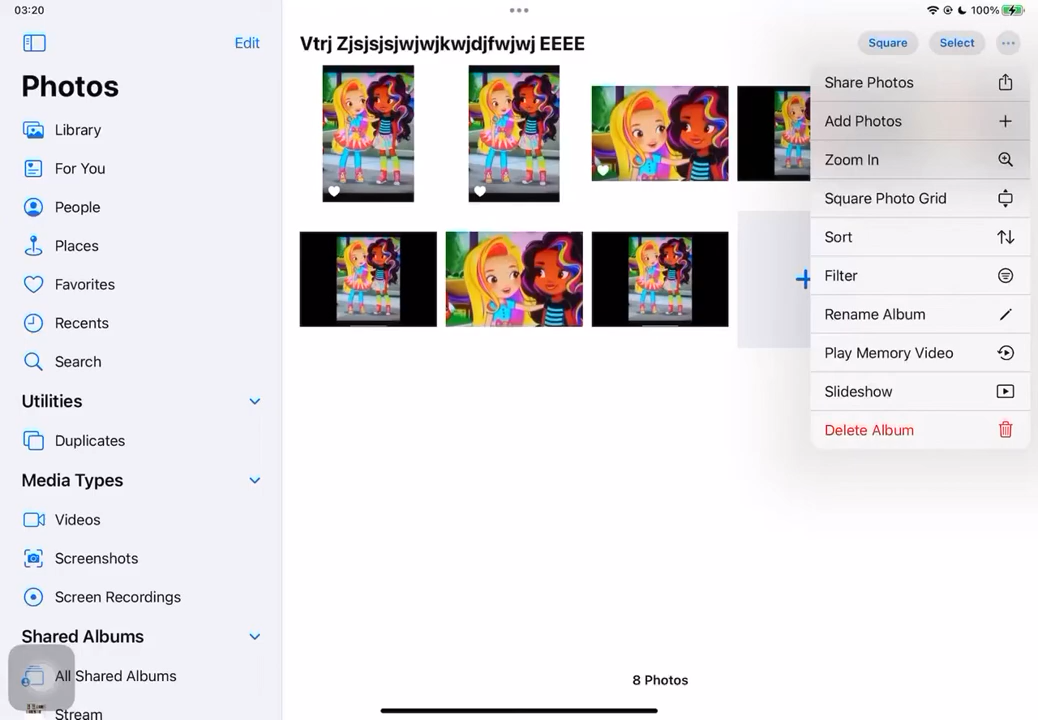 03:20
100%
Edit
Photos
Library
For You
People
Places
Favorites
Recents
Search
Utilities
Duplicates
Media Types
Videos
Screenshots
Screen Recordings
Shared Albums
All Shared Albums
Stream
Vtrj Zjsjsjsjwjwjkwjdjfwjwj EEEE
Square
Select
Share Photos
Add Photos
Zoom In
Square Photo Grid
Sort
Filter
Rename Album
Play Memory Video
Slideshow
Delete Album
8 Photos